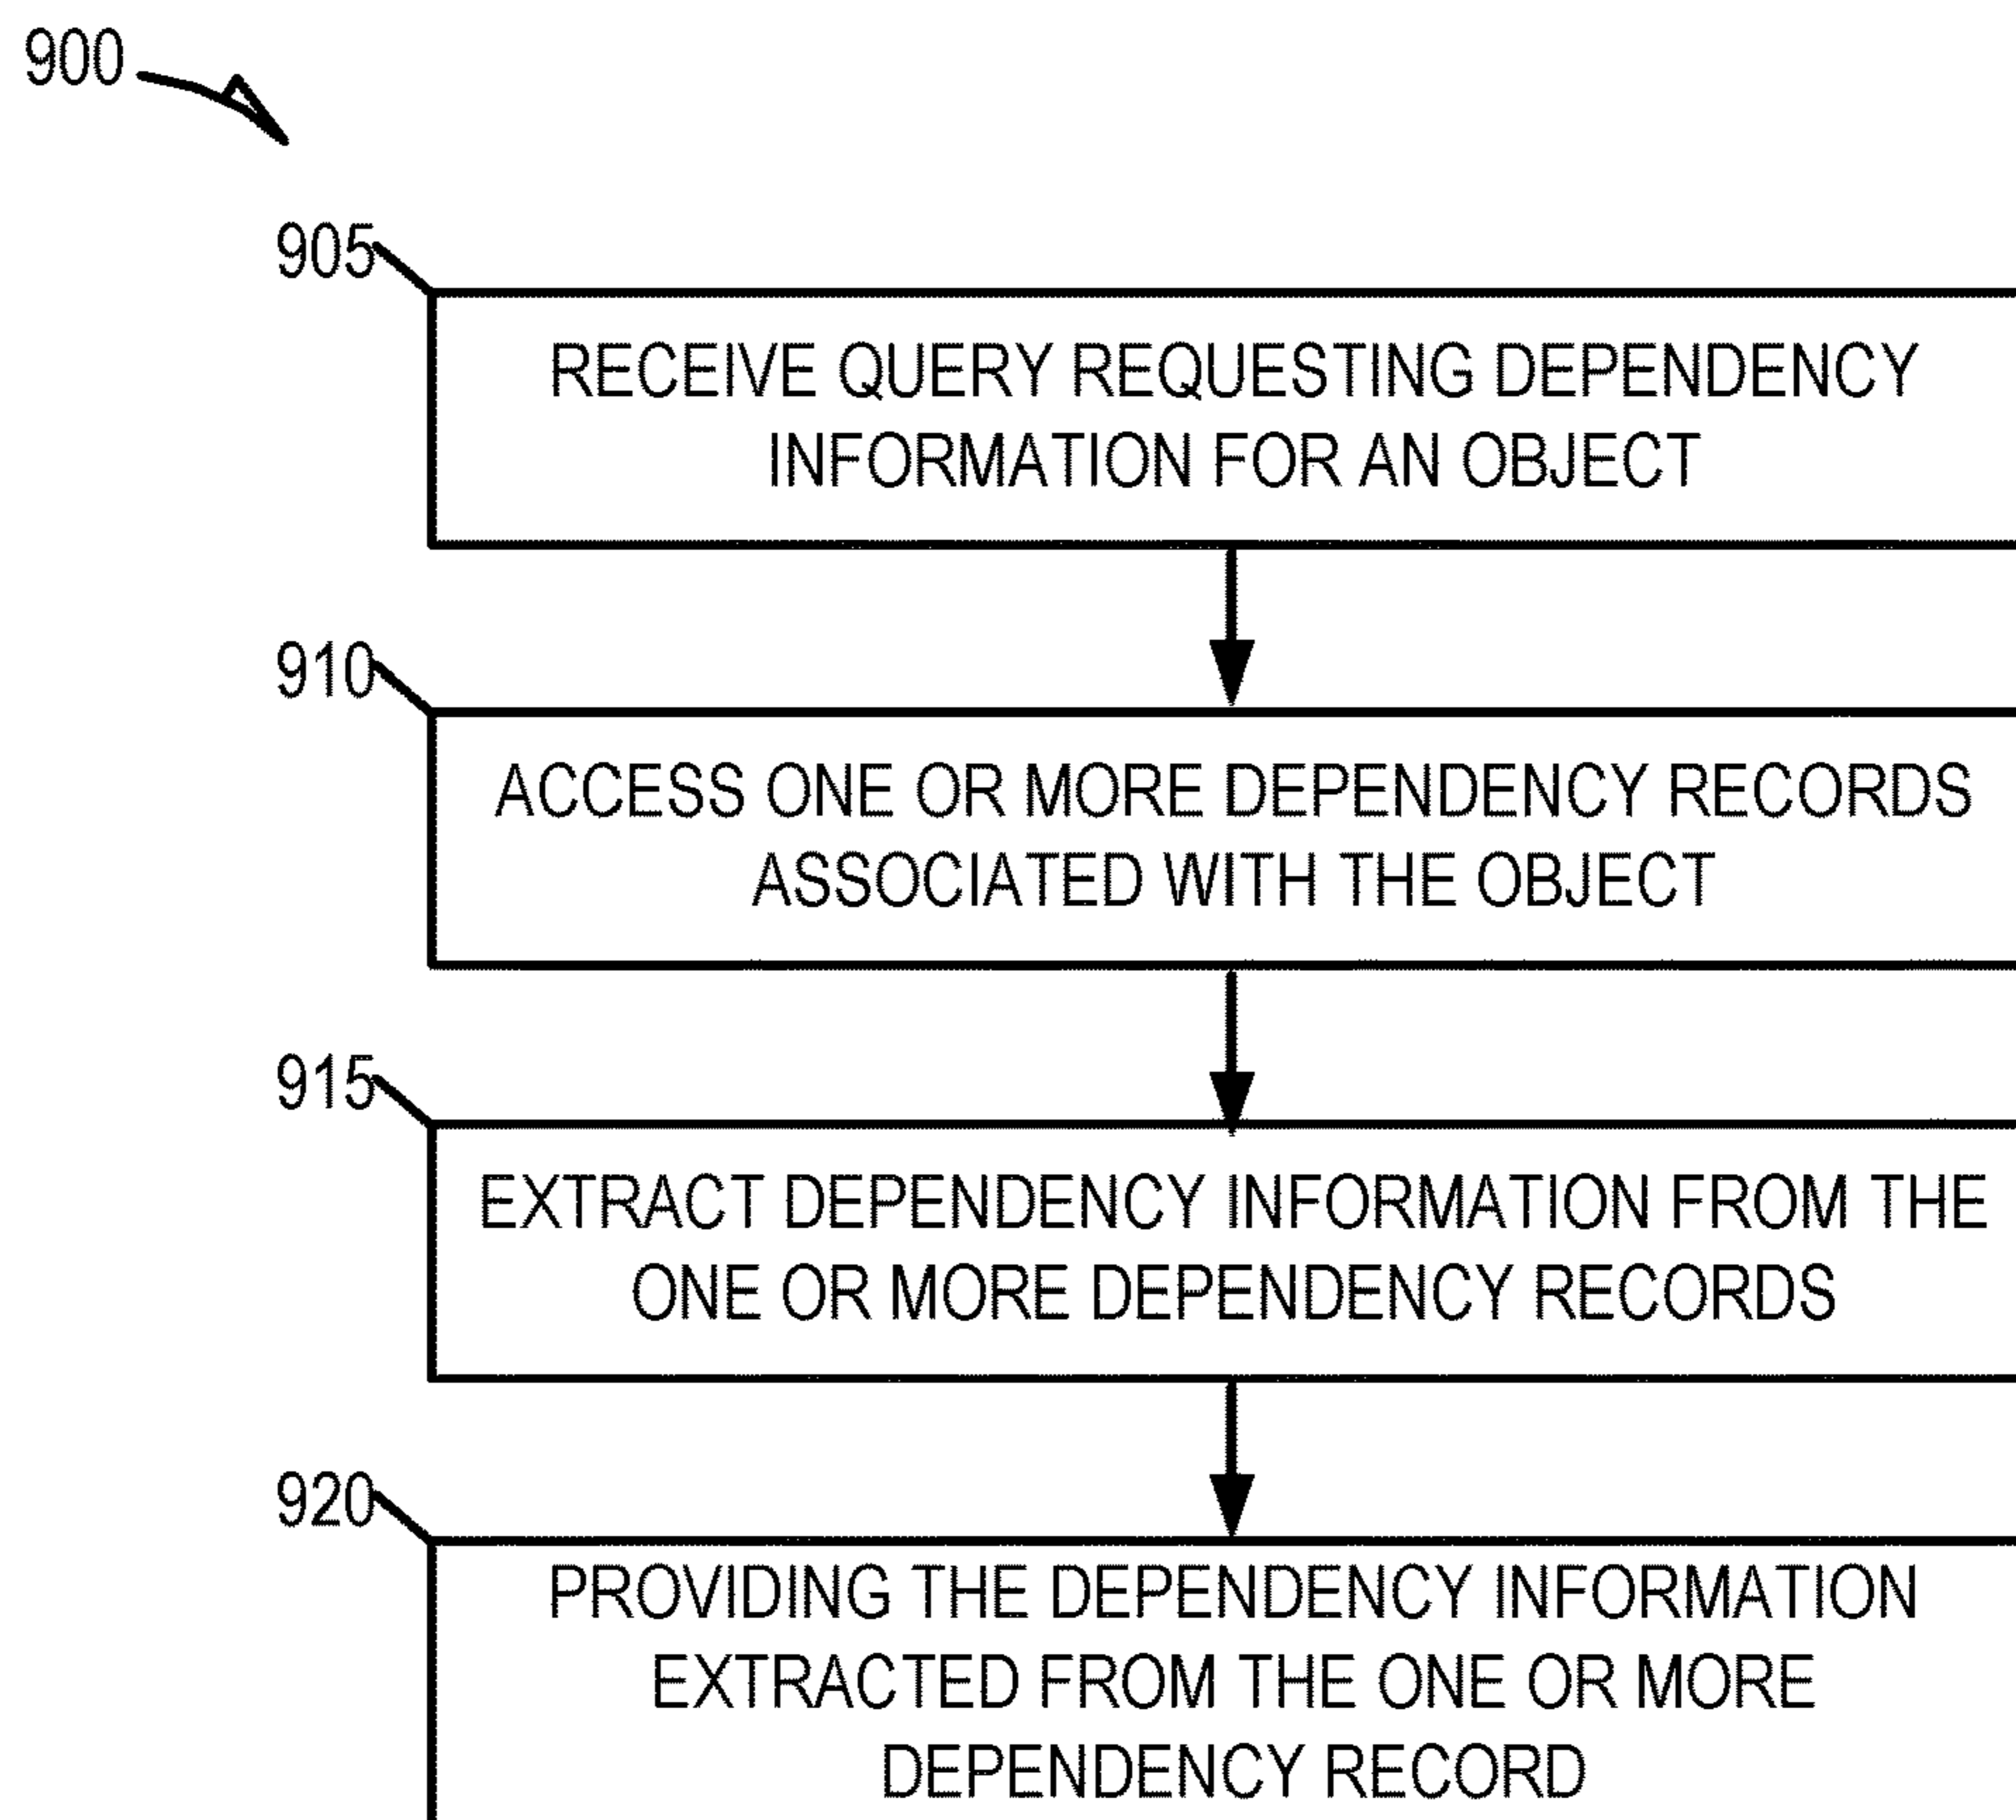 900
905
RECEIVE QUERY REQUESTING DEPENDENCY
INFORMATION FOR AN OBJECT
910
ACCESS ONE OR MORE DEPENDENCY RECORDS
ASSOCIATED WITH THE OBJECT
915
EXTRACT DEPENDENCY INFORMATION FROM THE
ONE OR MORE DEPENDENCY RECORDS
920
PROVIDING THE DEPENDENCY INFORMATION
EXTRACTED FROM THE ONE OR MORE
DEPENDENCY RECORD